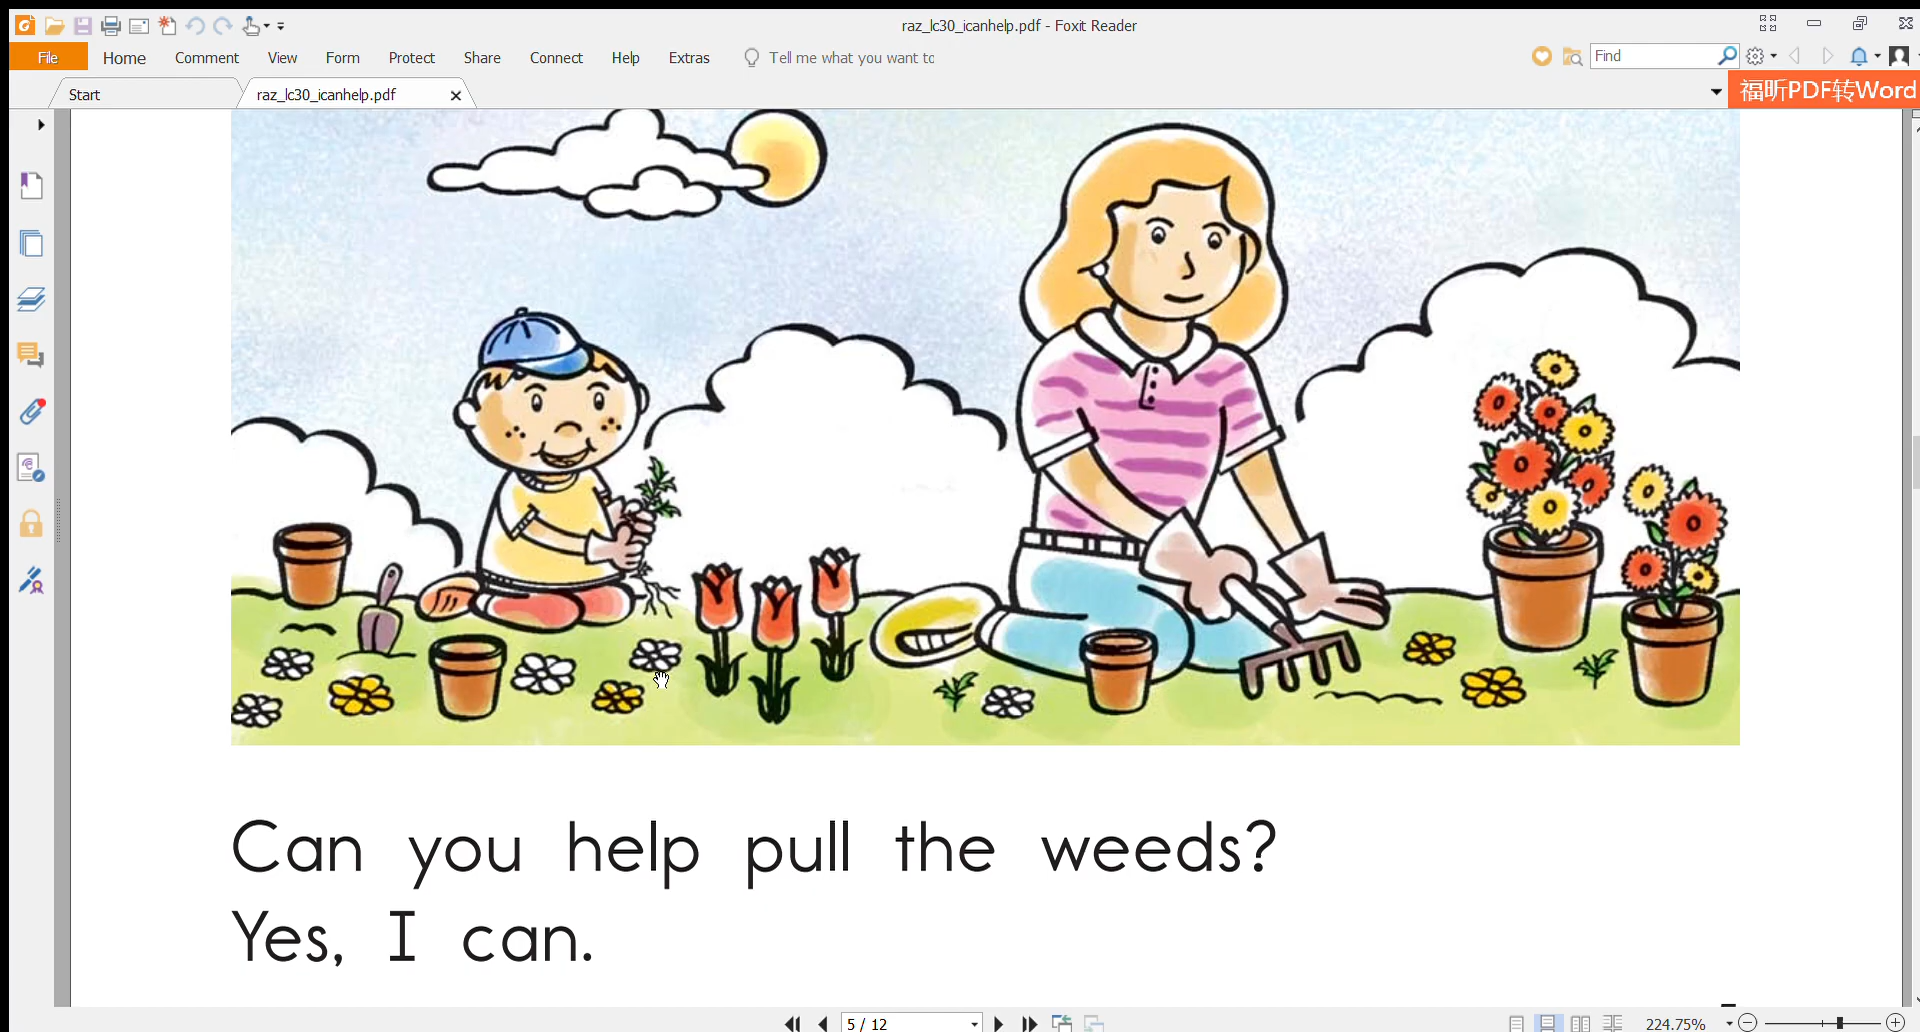 raz_lc30_icanhelp.pdf - Foxit Reader
File Home Comment View Form Protect Share Connect Help Extras Tell me what you want to Find
Start raz_lc30_icanhelp.pdf 福昕PDF转Word
Can you help pull the weeds?
Yes, I can.
5 / 12 224.75%